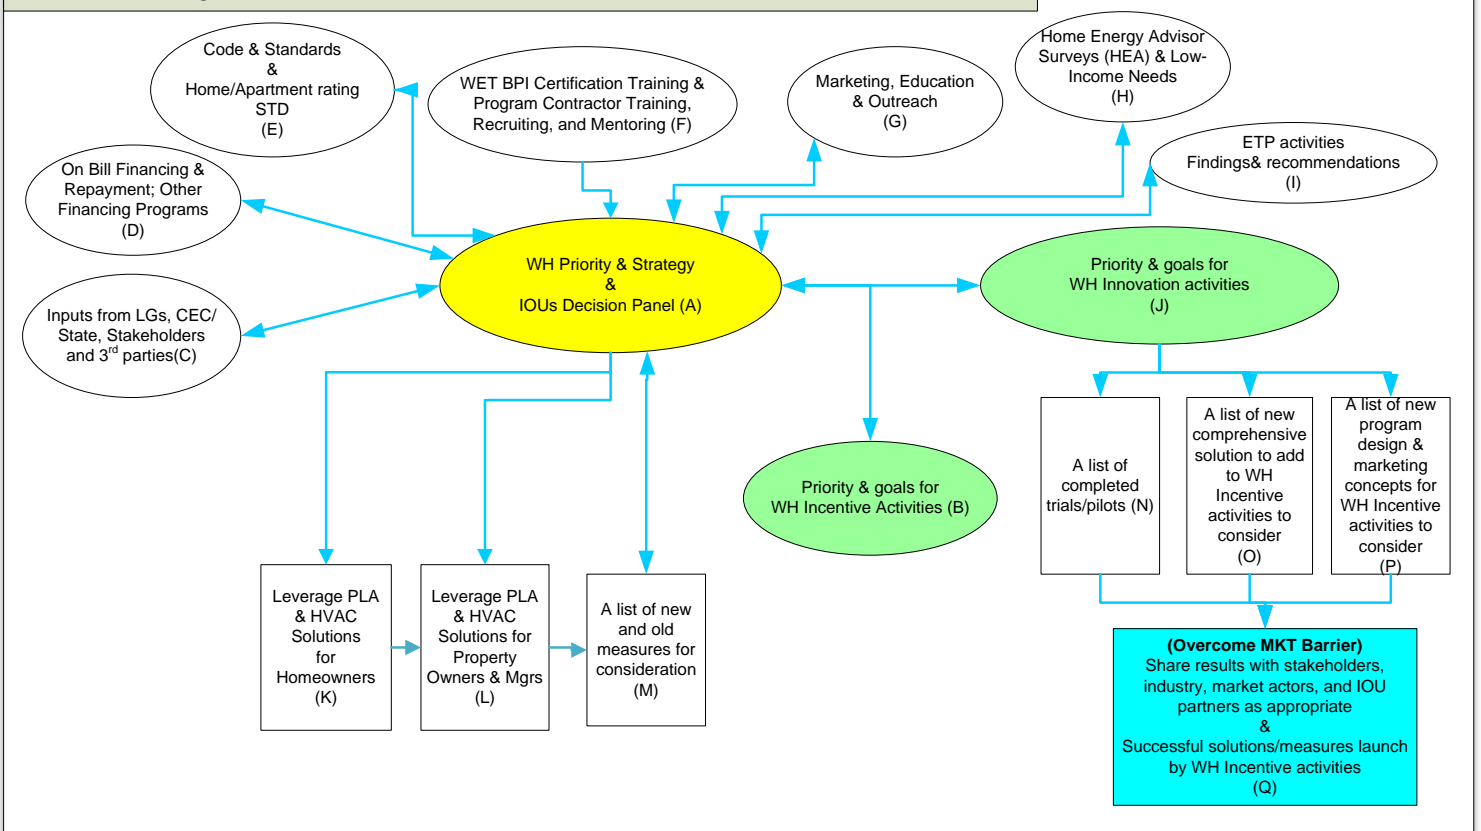 Code & Standards
&
Home/Apartment rating
STD
(E)
WET BPI Certification Training &
Program Contractor Training,
Recruiting, and Mentoring (F)
Marketing, Education
& Outreach
(G)
Home Energy Advisor
Surveys (HEA) & Low-
Income Needs
(H)
ETP activities
Findings& recommendations
(I)
On Bill Financing &
Repayment; Other
Financing Programs
(D)
Inputs from LGs, CEC/
State, Stakeholders
and 3rd parties(C)
WH Priority & Strategy
&
IOUs Decision Panel (A)
Priority & goals for
WH Innovation activities
(J)
Priority & goals for
WH Incentive Activities (B)
A list of
completed
trials/pilots (N)
A list of new
comprehensive
solution to add
to WH
Incentive
activities to
consider
(O)
A list of new
program
design &
marketing
concepts for
WH Incentive
activities to
consider
(P)
Leverage PLA
& HVAC
Solutions
for
Homeowners
(K)
Leverage PLA
& HVAC
Solutions for
Property
Owners & Mgrs
(L)
A list of new
and old
measures for
consideration
(M)
(Overcome MKT Barrier)
Share results with stakeholders,
industry, market actors, and IOU
partners as appropriate
&
Successful solutions/measures launch
by WH Incentive activities
(Q)